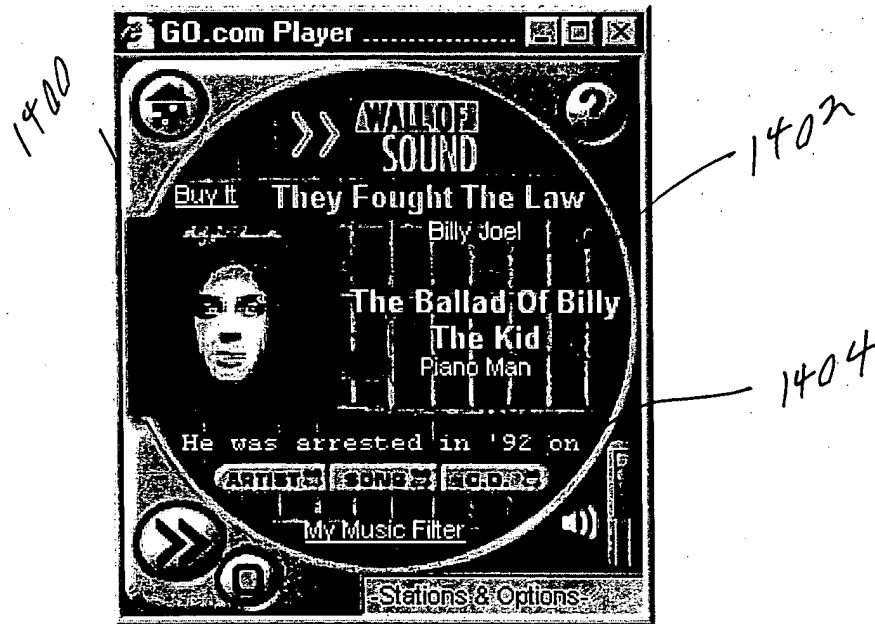 GO.com Player ................
1400
1402
WALL OF
SOUND
Buy It They Fought The Law
Billy Joel
The Ballad Of Billy
The Kid
Piano Man
1404
He was arrested in '92 on
ARTIST SONG C.D.
My Music Filter
-Stations & Options-